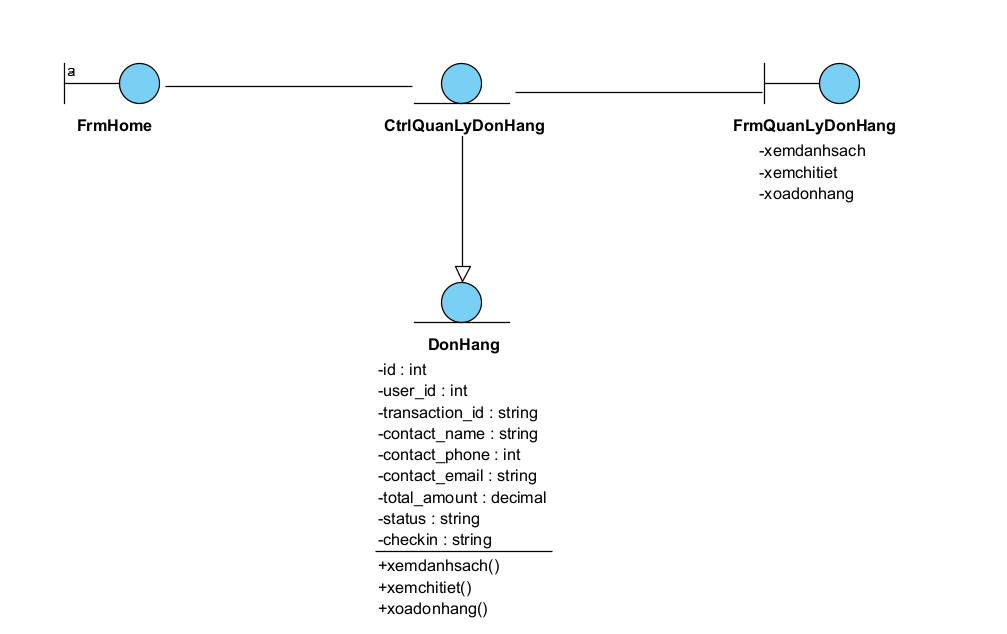 a
FrmHome
CtrlQuanLyDonHang
FrmQuanLyDonHang
-xemdanhsach
-xemchitiet
-xoadonhang
DonHang
-id : int
-user_id : int
-transaction_id : string
-contact_name : string
-contact_phone : int
-contact_email : string
-total_amount : decimal
-status : string
-checkin : string
+xemdanhsach()
+xemchitiet()
+xoadonhang()